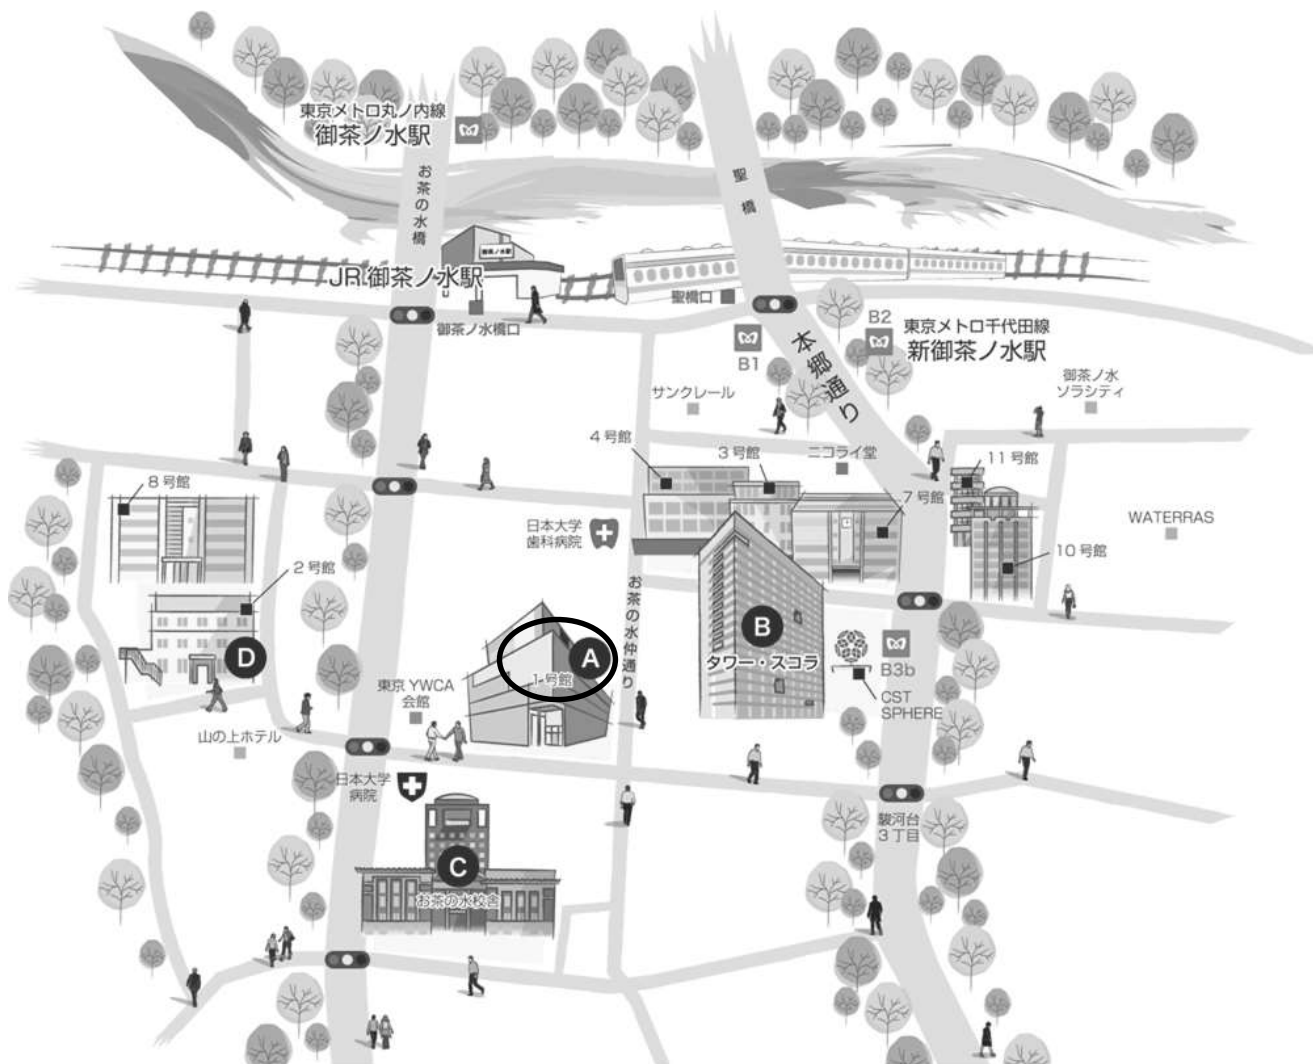 東京メトロ丸ノ内線
御茶ノ水駅
お茶の水橋
聖橋
御茶ノ水駅
JR 御茶ノ水駅
御茶ノ水橋口
聖橋口
B1
B2
東京メトロ千代田線
新御茶ノ水駅
本郷通り
サンクレール
御茶ノ水
ソラシティ
4号館
3号館
ニコライ堂
11号館
8号館
7号館
日本大学
歯科病院
WATERRAS
10号館
2号館
お茶の水仲通り
D
A
1号館
B
タワー・スコラ
B3b
CST
SPHERE
東京YWCA
会館
山の上ホテル
日本大学
病院
駿河台
3丁目
C
お茶の水校舎